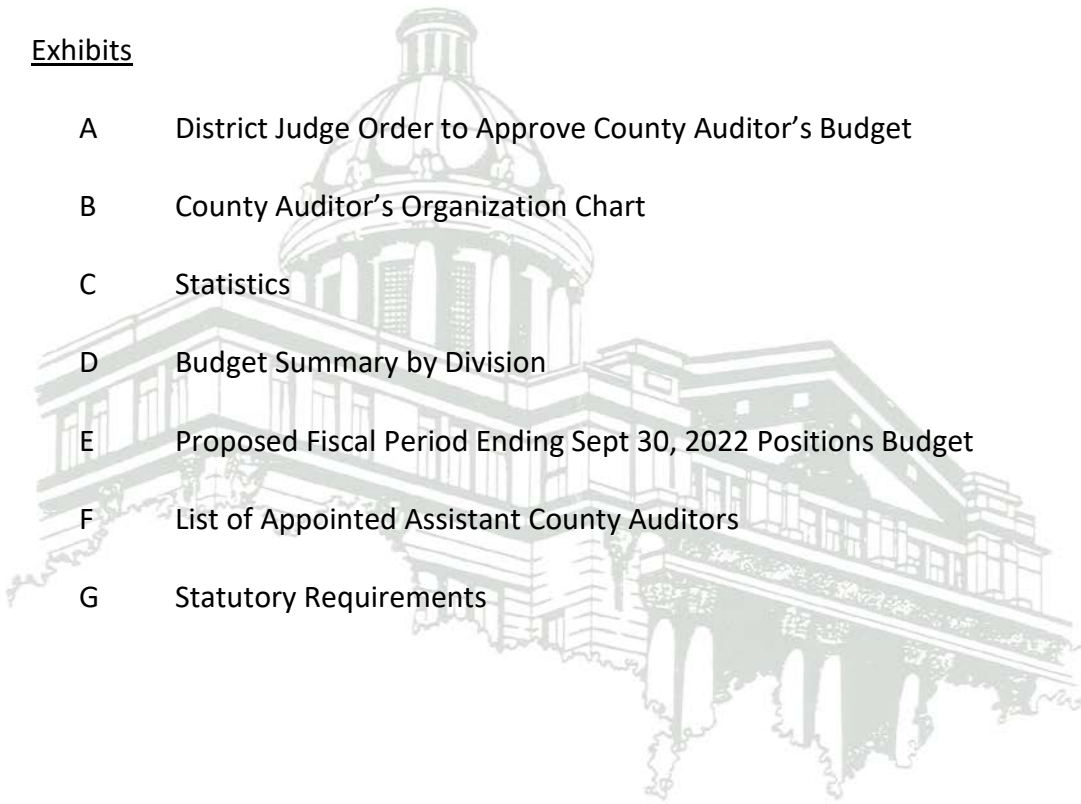 Exhibits
A District Judge Order to Approve County Auditor’s Budget
B County Auditor’s Organization Chart
C Statistics
D Budget Summary by Division
E Proposed Fiscal Period Ending Sept 30, 2022 Positions Budget
F List of Appointed Assistant County Auditors
G Statutory Requirements